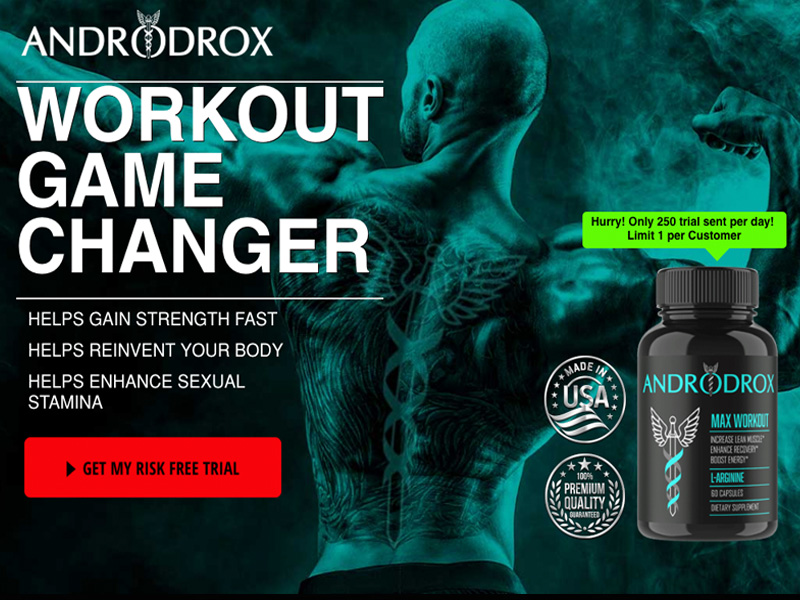 ANDRODROX
WORKOUT
GAME
CHANGER
HELPS GAIN STRENGTH FAST
HELPS REINVENT YOUR BODY
HELPS ENHANCE SEXUAL
STAMINA
GET MY RISK FREE TRIAL
Hurry! Only 250 trial sent per day!
Limit 1 per Customer
MADE IN
USA
100%
PREMIUM
QUALITY
GUARANTEED
ANDRODROX
MAX WORKOUT
INCREASE LEAN MUSCLE*
ENHANCE RECOVERY*
BOOST ENERGY*
L-ARGININE
60 CAPSULES
DIETARY SUPPLEMENT